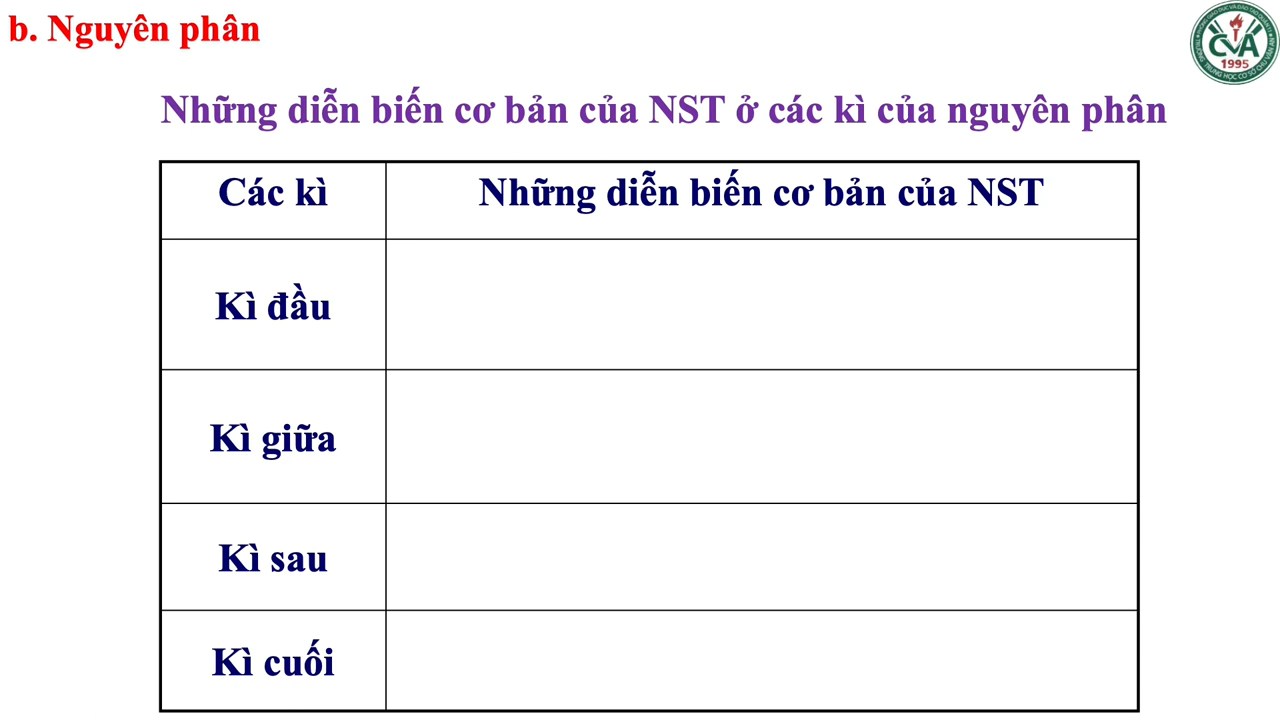 b. Nguyên phân
CVA
1995
Những diễn biến cơ bản của NST ở các kì của nguyên phân
Các kì
Những diễn biến cơ bản của NST
Kì đầu
Kì giữa
Kì sau
Kì cuối